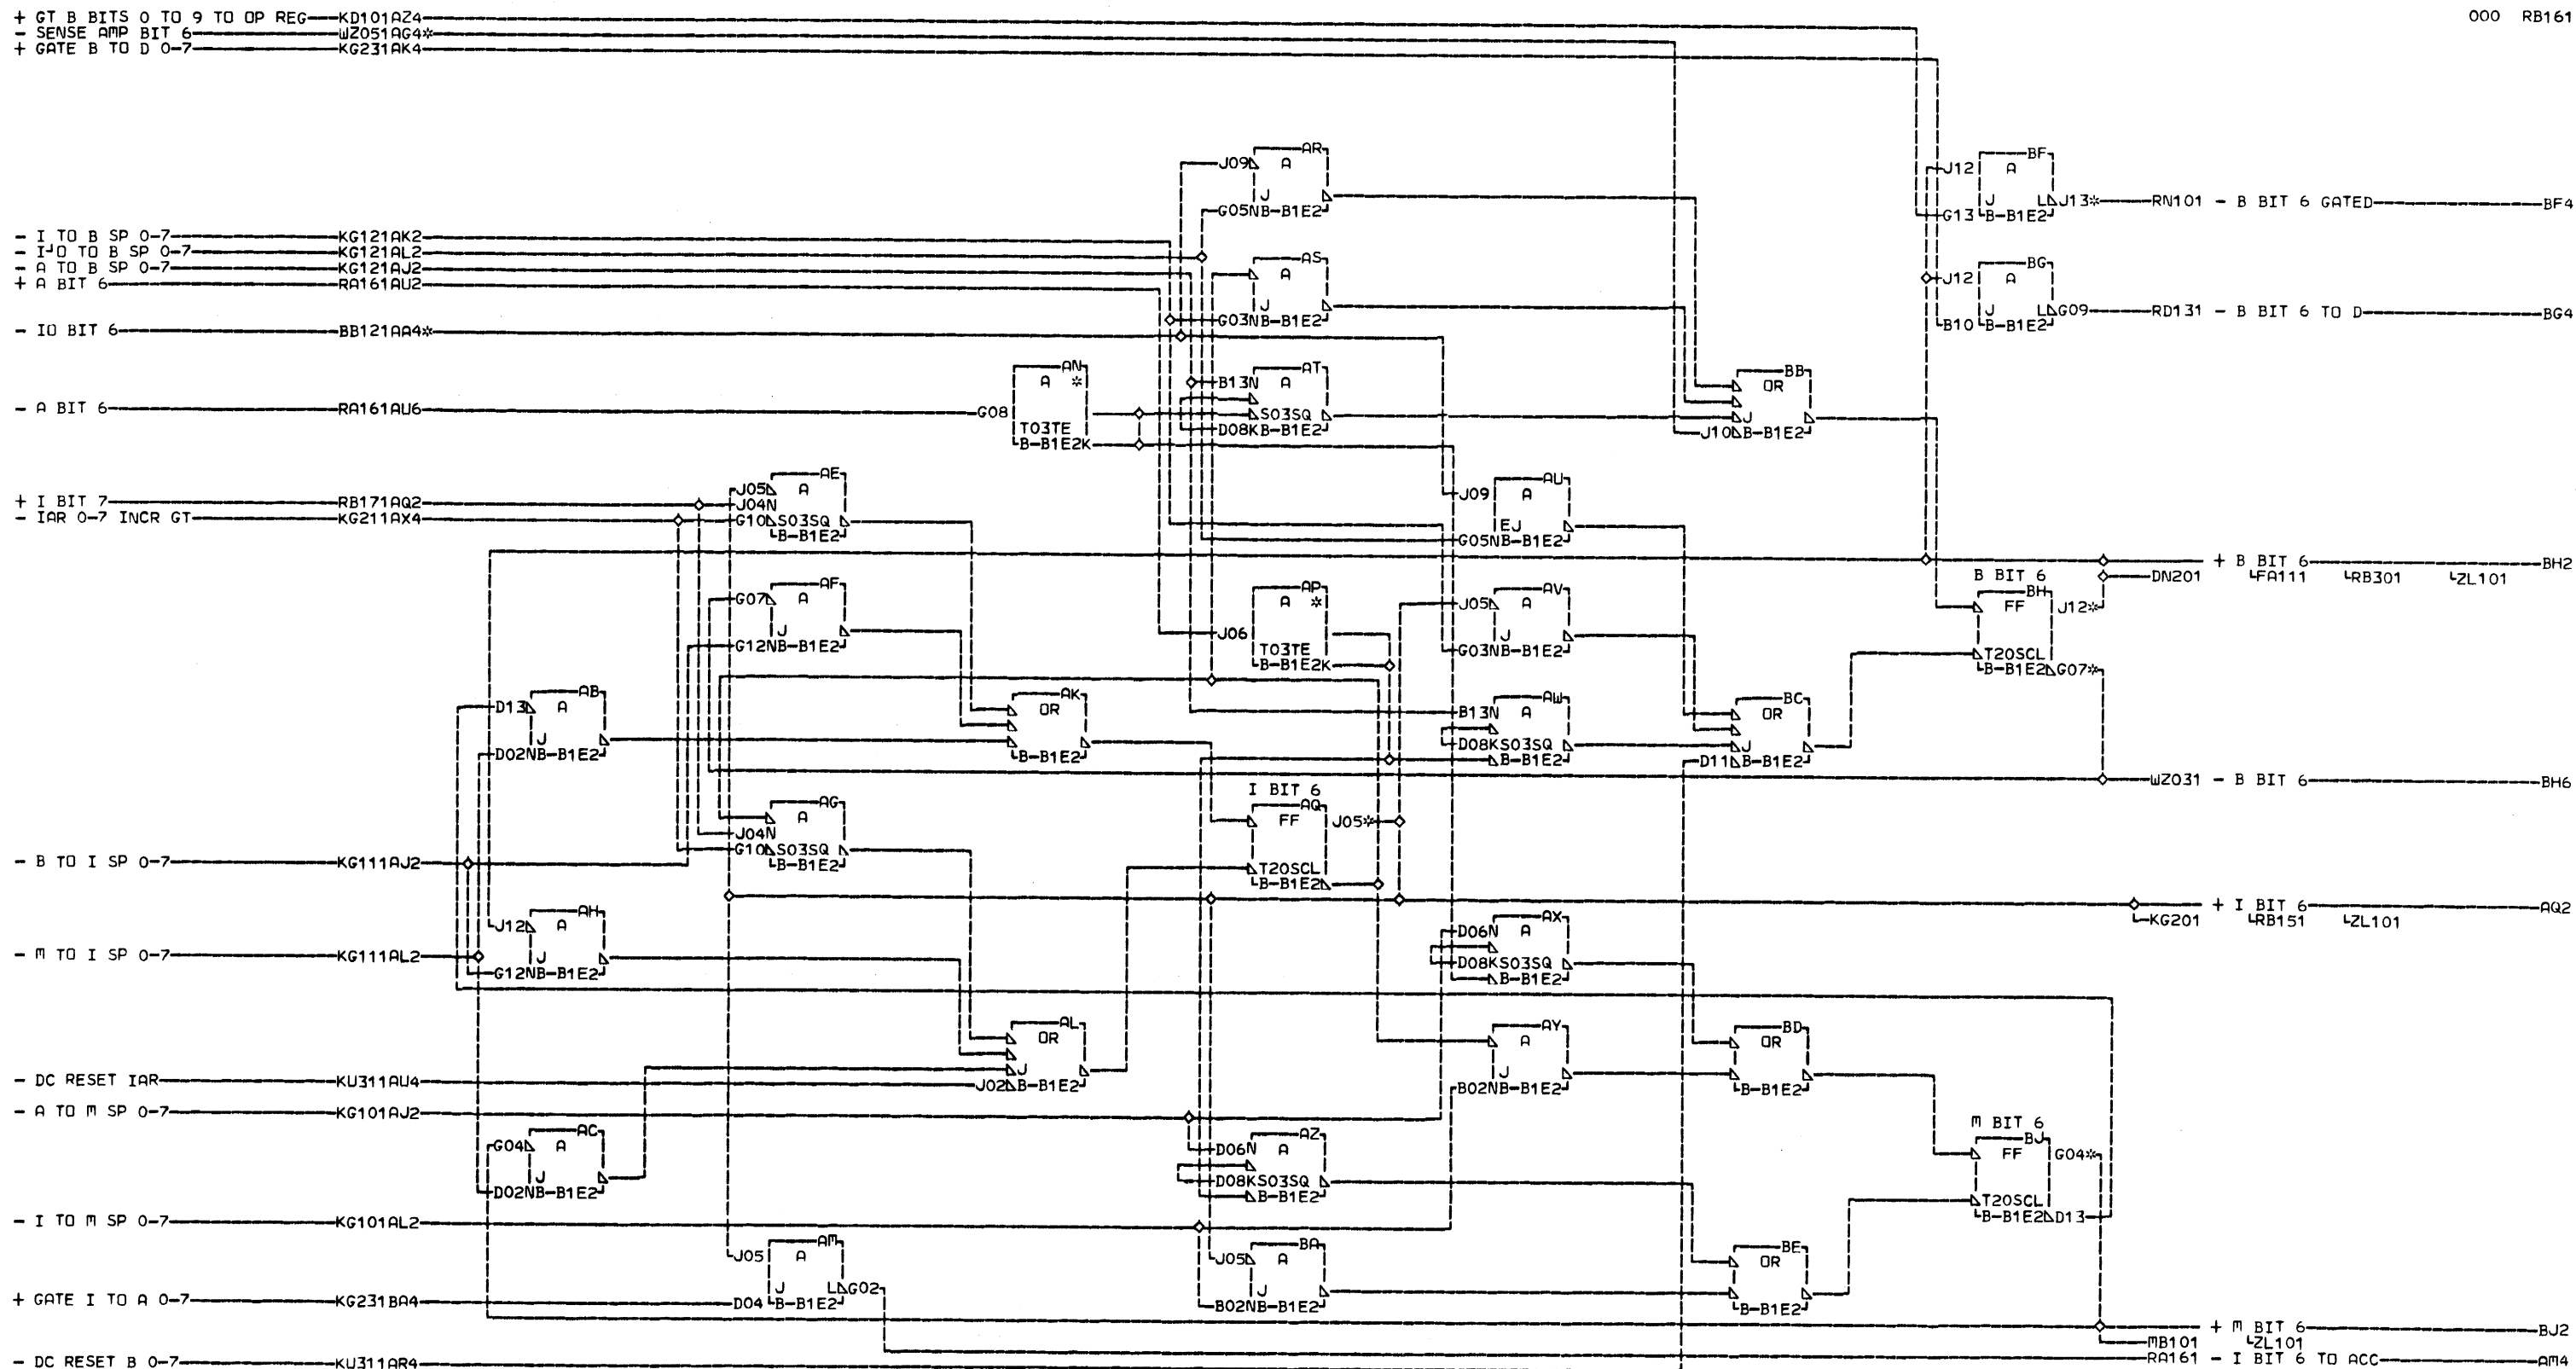 + GT B BITS 0 TO 9 TO OP REG KD101AZ4
000 RB161
- SENSE AMP BIT 6 WZ051AG4*
+ GATE B TO D 0-7 KG231AK4
AR
J09 A
J
G05NB-B1E2
BF
J12 A
J L J13* RN101 - B BIT 6 GATED BF4
G13 B-B1E2
- I TO B SP 0-7 KG121AK2
- I┘O TO B SP 0-7 KG121AL2
- A TO B SP 0-7 KG121AJ2
+ A BIT 6 RA161AU2
AS
A
J
G03NB-B1E2
BG
J12 A
J L G09 RD131 - B BIT 6 TO D BG4
B10 B-B1E2
- IO BIT 6 BB121AA4*
AN
A *
T03TE
B-B1E2K
AT
B13N A
S03SQ
D08KB-B1E2
BB
OR
J
J10 B-B1E2
- A BIT 6 RA161AU6 G08
AE
J05 A
+ I BIT 7 RB171AQ2 J04N
- IAR 0-7 INCR GT KG211AX4 G10 S03SQ
B-B1E2
AU
J09 A
EJ
G05NB-B1E2
+ B BIT 6 BH2
DN201 FA111 RB301 ZL101
B BIT 6
BH
FF J12*
T20SCL
B-B1E2 G07*
AF
G07 A
J
G12NB-B1E2
AP
A *
J06
T03TE
B-B1E2K
AV
J05 A
J
G03NB-B1E2
AB
D13 A
J
D02NB-B1E2
AK
OR
B-B1E2
AW
B13N A
D08KS03SQ
B-B1E2
BC
OR
J
D11 B-B1E2
WZ031 - B BIT 6 BH6
AG
A
J04N
G10 S03SQ
B-B1E2
I BIT 6
AQ
FF J05*
T20SCL
B-B1E2
- B TO I SP 0-7 KG111AJ2
+ I BIT 6 AQ2
KG201 RB151 ZL101
AH
J12 A
J
G12NB-B1E2
AX
D06N A
D08KS03SQ
B-B1E2
- M TO I SP 0-7 KG111AL2
AL
OR
J
J02 B-B1E2
AY
A
J
B02NB-B1E2
BD
OR
B-B1E2
- DC RESET IAR KU311AU4
- A TO M SP 0-7 KG101AJ2
AC
G04 A
J
D02NB-B1E2
AZ
D06N A
D08KS03SQ
B-B1E2
M BIT 6
BJ
FF G04*
T20SCL
B-B1E2 D13
- I TO M SP 0-7 KG101AL2
AM
J05 A
J L G02
D04 B-B1E2
BA
J05 A
J
B02NB-B1E2
BE
OR
B-B1E2
+ GATE I TO A 0-7 KG231BA4
+ M BIT 6 BJ2
MB101 ZL101
RA161 - I BIT 6 TO ACC AM4
- DC RESET B 0-7 KU311AR4